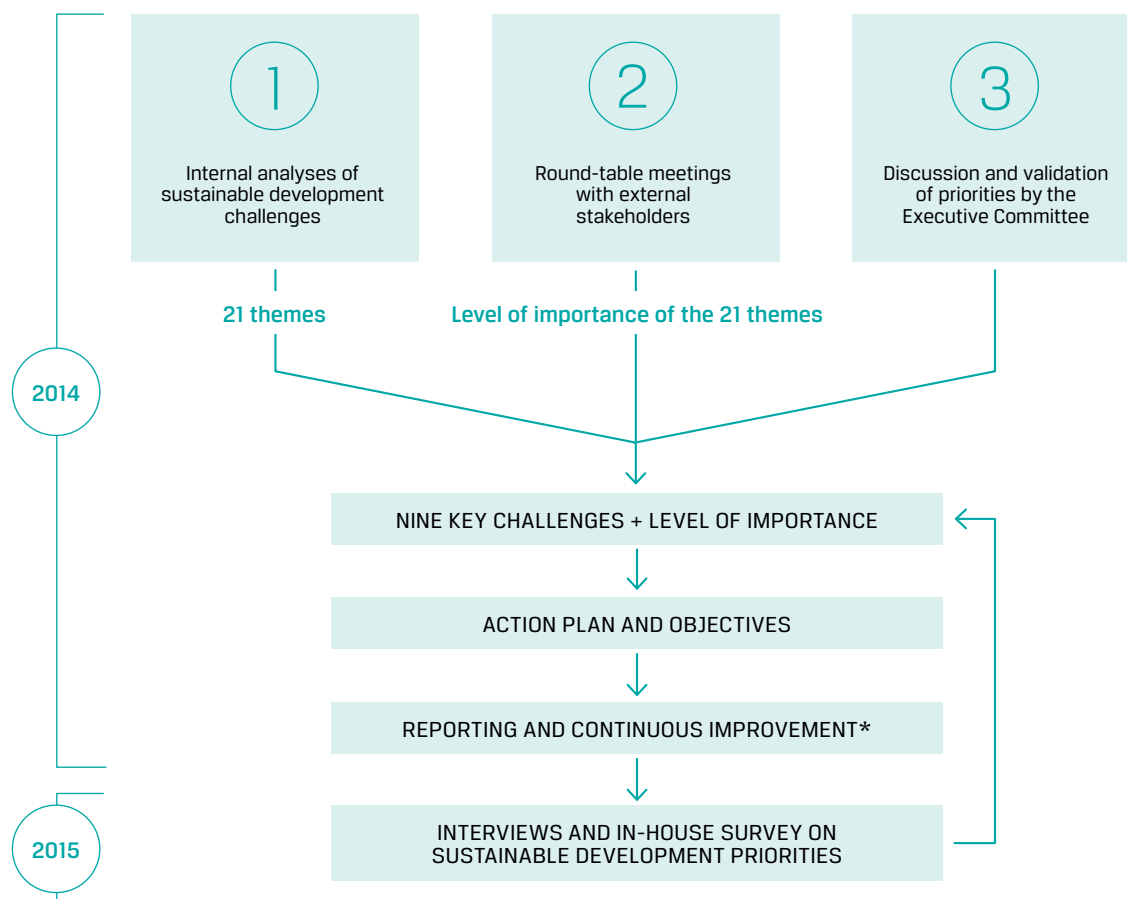 1
Internal analyses of
sustainable development
challenges
2
Round-table meetings
with external
stakeholders
3
Discussion and validation
of priorities by the
Executive Committee
21 themes
Level of importance of the 21 themes
2014
NINE KEY CHALLENGES + LEVEL OF IMPORTANCE
ACTION PLAN AND OBJECTIVES
REPORTING AND CONTINUOUS IMPROVEMENT*
2015
INTERVIEWS AND IN-HOUSE SURVEY ON
SUSTAINABLE DEVELOPMENT PRIORITIES